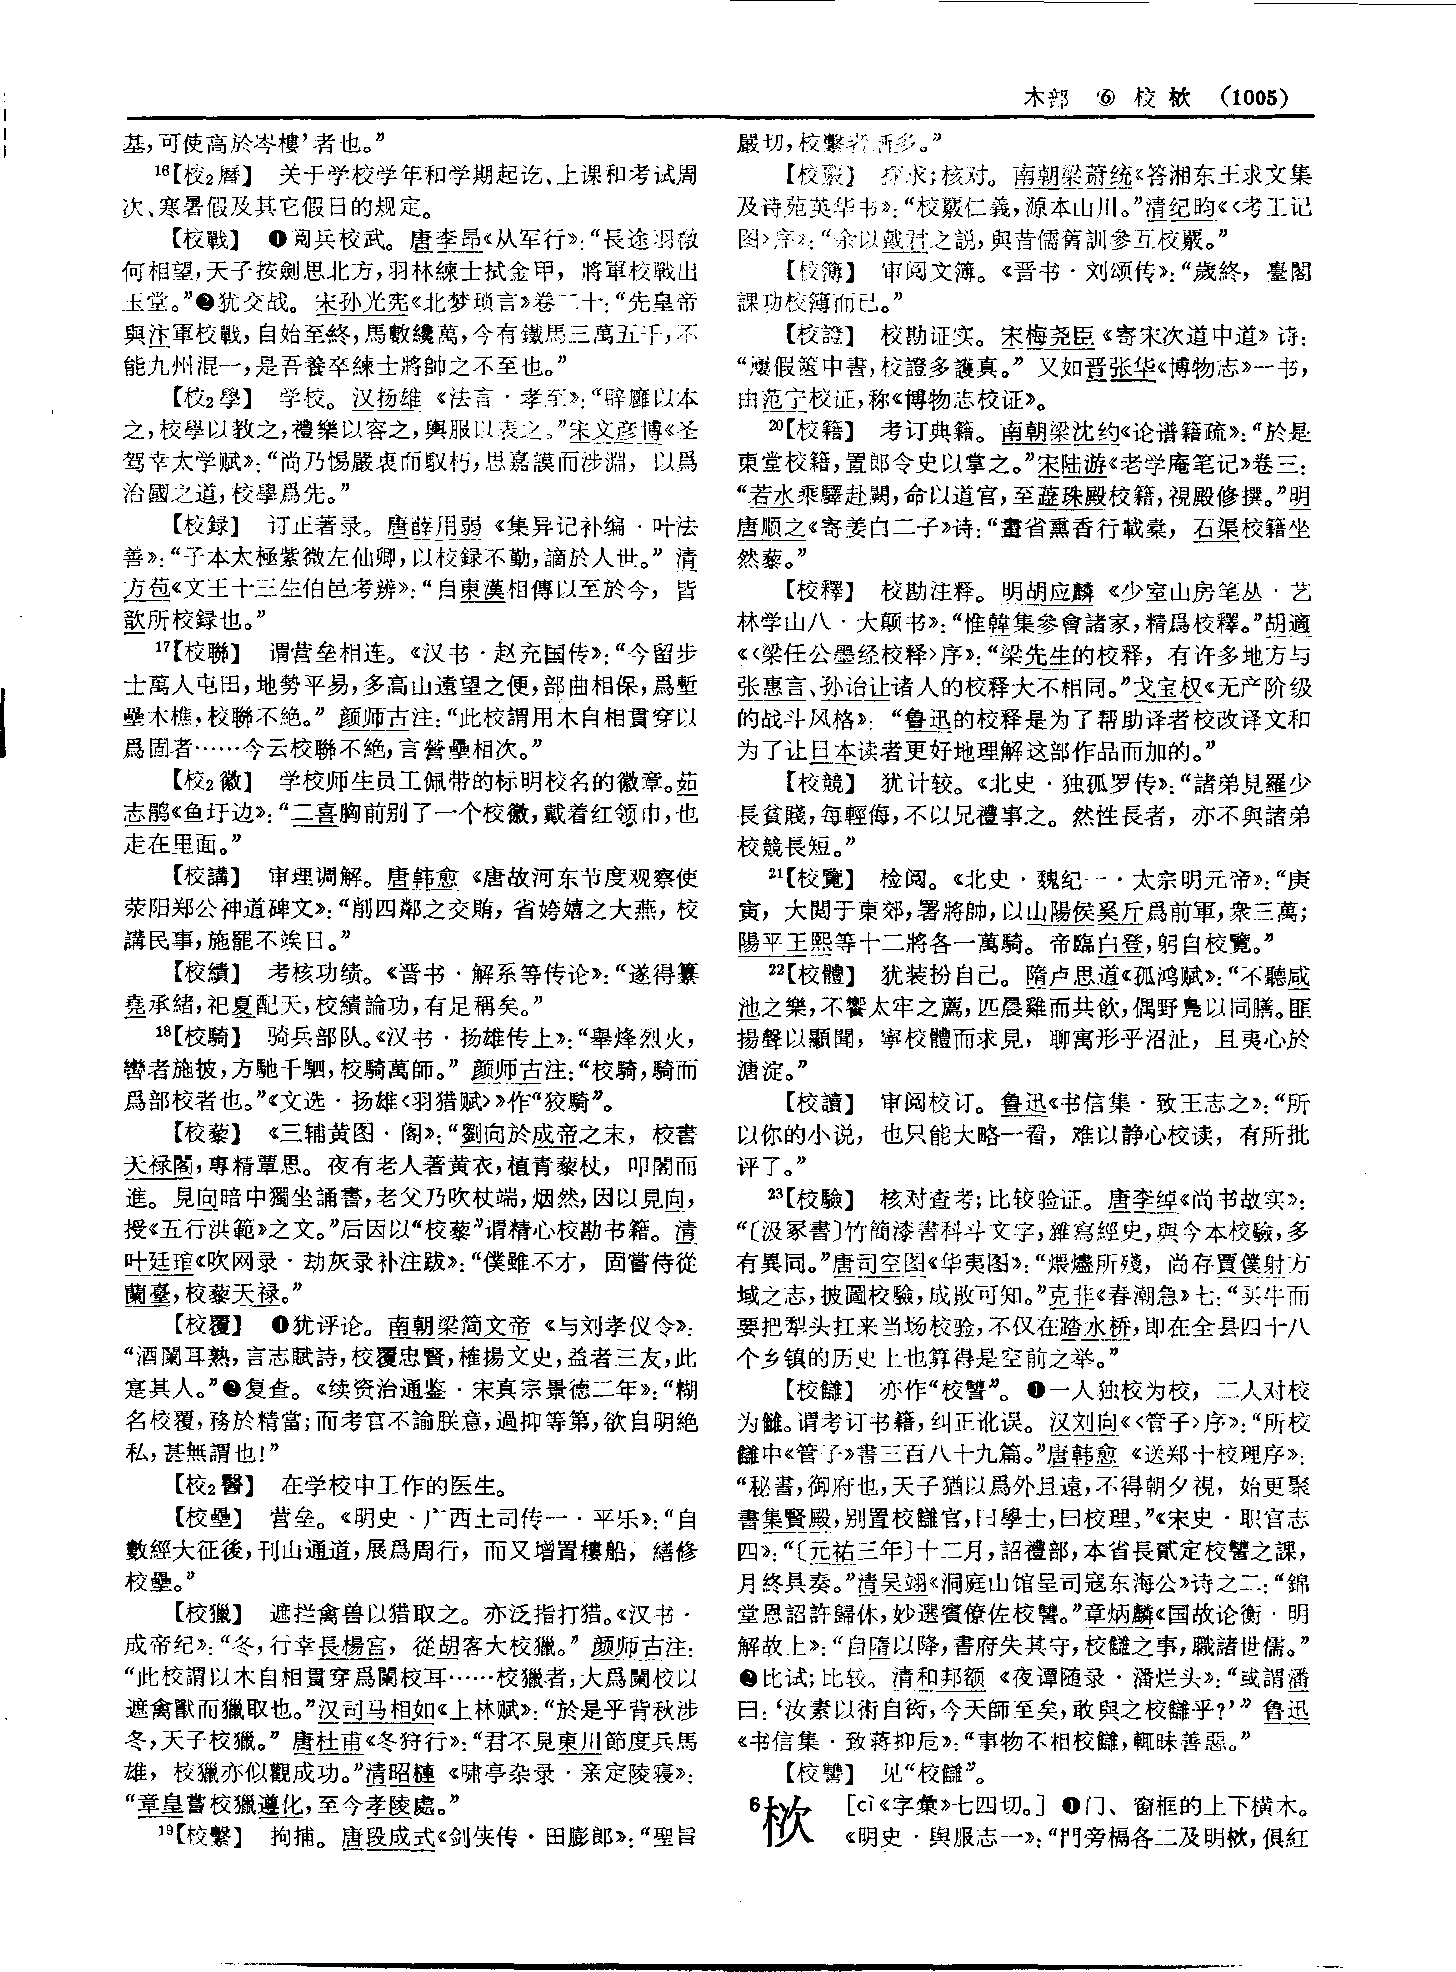 木部 ⑥ 校栨 (1005)
基，可使高於岑樓’者也。”
¹⁶【校₂曆】 关于学校学年和学期起讫、上课和考试周
次、寒暑假及其它假日的规定。
【校戰】 ❶阅兵校武。唐李昂《从军行》：“長途羽檄
何相望，天子按劍思北方，羽林練士拭金甲，將軍校戰出
玉堂。”❷犹交战。宋孙光宪《北梦琐言》卷二十：“先皇帝
與汴軍校戰，自始至終，馬數纔萬，今有鐵馬三萬五千，不
能九州混一，是吾養卒練士將帥之不至也。”
【校₂學】 学校。汉扬雄《法言·孝至》：“辟廱以本
之，校學以教之，禮樂以容之，輿服以表之。”宋文彦博《圣
驾幸太学赋》：“尚乃惕嚴衷而馭朽，思嘉謨而涉淵，以爲
治國之道，校學爲先。”
【校録】 订正著录。唐薛用弱《集异记补编·叶法
善》：“子本太極紫微左仙卿，以校録不勤，謫於人世。”清
方苞《文王十三生伯邑考辨》：“自東漢相傳以至於今，皆
歆所校録也。”
¹⁷【校聯】 谓营垒相连。《汉书·赵充国传》：“今留步
士萬人屯田，地勢平易，多高山遠望之便，部曲相保，爲塹
壘木樵，校聯不絶。”颜师古注：“此校謂用木自相貫穿以
爲固者……今云校聯不絶，言營壘相次。”
【校₂徽】 学校师生员工佩带的标明校名的徽章。茹
志鹃《鱼圩边》：“二喜胸前别了一个校徽，戴着红领巾，也
走在里面。”
【校講】 审理调解。唐韩愈《唐故河东节度观察使
荥阳郑公神道碑文》：“削四鄰之交賄，省姱嬉之大燕，校
講民事，施罷不竢日。”
【校績】 考核功绩。《晋书·解系等传论》：“遂得纂
堯承緒，祀夏配天，校績論功，有足稱矣。”
¹⁸【校騎】 骑兵部队。《汉书·扬雄传上》：“舉烽烈火，
轡者施披，方馳千駟，校騎萬師。”颜师古注：“校騎，騎而
爲部校者也。”《文选·扬雄〈羽猎赋〉》作“狡騎”。
【校藜】 《三辅黄图·阁》：“劉向於成帝之末，校書
天禄閣，專精覃思。夜有老人著黄衣，植青藜杖，叩閣而
進。見向暗中獨坐誦書，老父乃吹杖端，烟然，因以見向，
授《五行洪範》之文。”后因以“校藜”谓精心校勘书籍。清
叶廷琯《吹网录·劫灰录补注跋》：“僕雖不才，固嘗侍從
蘭臺，校藜天禄。”
【校覆】 ❶犹评论。南朝梁简文帝《与刘孝仪令》：
“酒闌耳熟，言志賦詩，校覆忠賢，榷揚文史，益者三友，此
寔其人。”❷复查。《续资治通鉴·宋真宗景德二年》：“糊
名校覆，務於精當；而考官不諭朕意，過抑等第，欲自明絶
私，甚無謂也！”
【校₂醫】 在学校中工作的医生。
【校壘】 营垒。《明史·广西土司传一·平乐》：“自
數經大征後，刊山通道，展爲周行，而又增置樓船，繕修
校壘。”
【校獵】 遮拦禽兽以猎取之。亦泛指打猎。《汉书·
成帝纪》：“冬，行幸長楊宫，從胡客大校獵。”颜师古注：
“此校謂以木自相貫穿爲闌校耳……校獵者，大爲闌校以
遮禽獸而獵取也。”汉司马相如《上林赋》：“於是乎背秋涉
冬，天子校獵。”唐杜甫《冬狩行》：“君不見東川節度兵馬
雄，校獵亦似觀成功。”清昭槤《啸亭杂录·亲定陵寝》：
“章皇嘗校獵遵化，至今孝陵處。”
¹⁹【校繫】 拘捕。唐段成式《剑侠传·田膨郎》：“聖旨
嚴切，校繫者 多。”
【校覈】 求；核对。南朝梁萧统《答湘东王求文集
及诗苑英华书》：“校覈仁義，源本山川。”清纪昀《〈考工记
图〉序》：“余以戴君之説，與昔儒舊訓參互校覈。”
【校簿】 审阅文簿。《晋书·刘颂传》：“歲終，臺閣
課功校簿而已。”
【校證】 校勘证实。宋梅尧臣《寄宋次道中道》诗：
“屢假篋中書，校證多護真。”又如晋张华《博物志》一书，
由范宁校证，称《博物志校证》。
²⁰【校籍】 考订典籍。南朝梁沈约《论谱籍疏》：“於是
東堂校籍，置郎令史以掌之。”宋陆游《老学庵笔记》卷三：
“若水乘驛赴闕，命以道官，至蕊珠殿校籍，視殿修撰。”明
唐顺之《寄姜白二子》诗：“畫省熏香行載橐，石渠校籍坐
然藜。”
【校釋】 校勘注释。明胡应麟《少室山房笔丛·艺
林学山八·大颠书》：“惟韓集參會諸家，精爲校釋。”胡適
《〈梁任公墨经校释〉序》：“梁先生的校释，有许多地方与
张惠言、孙诒让诸人的校释大不相同。”戈宝权《无产阶级
的战斗风格》：“鲁迅的校释是为了帮助译者校改译文和
为了让日本读者更好地理解这部作品而加的。”
【校競】 犹计较。《北史·独孤罗传》：“諸弟見羅少
長貧賤，每輕侮，不以兄禮事之。然性長者，亦不與諸弟
校競長短。”
²¹【校覽】 检阅。《北史·魏纪一·太宗明元帝》：“庚
寅，大閲于東郊，署將帥，以山陽侯奚斤爲前軍，衆三萬；
陽平王熙等十二將各一萬騎。帝臨白登，躬自校覽。”
²²【校體】 犹装扮自己。隋卢思道《孤鸿赋》：“不聽咸
池之樂，不饗太牢之薦，匹晨雞而共飲，偶野鳧以同膳。匪
揚聲以顯聞，寧校體而求見，聊寓形乎沼沚，且夷心於
溏淀。”
【校讀】 审阅校订。鲁迅《书信集·致王志之》：“所
以你的小说，也只能大略一看，难以静心校读，有所批
评了。”
²³【校驗】 核对查考；比较验证。唐李绰《尚书故实》：
“〔汲冢書〕竹簡漆書科斗文字，雜寫經史，與今本校驗，多
有異同。”唐司空图《华夷图》：“煨燼所殘，尚存賈僕射方
域之志，披圖校驗，成敗可知。”克非《春潮急》七：“买牛而
要把犁头扛来当场校验，不仅在踏水桥，即在全县四十八
个乡镇的历史上也算得是空前之举。”
【校讎】 亦作“校讐”。❶一人独校为校，二人对校
为雠。谓考订书籍，纠正讹误。汉刘向《〈管子〉序》：“所校
讎中《管子》書三百八十九篇。”唐韩愈《送郑十校理序》：
“秘書，御府也，天子猶以爲外且遠，不得朝夕視，始更聚
書集賢殿，别置校讎官，曰學士，曰校理。”《宋史·职官志
四》：“〔元祐三年〕十二月，詔禮部，本省長貳定校讐之課，
月終具奏。”清吴翊《洞庭山馆呈司寇东海公》诗之二：“錦
堂恩詔許歸休，妙選賓僚佐校讐。”章炳麟《国故论衡·明
解故上》：“自隋以降，書府失其守，校讎之事，職諸世儒。”
❷比试；比较。清和邦额《夜谭随录·潘烂头》：“或謂潘
曰：‘汝素以術自衒，今天師至矣，敢與之校讎乎？’”鲁迅
《书信集·致蒋抑卮》：“事物不相校讎，輒昧善惡。”
【校讐】 见“校讎”。
⁶栨 ［cì《字彙》七四切。］❶门、窗框的上下横木。
《明史·舆服志一》：“門旁槅各二及明栨，俱紅